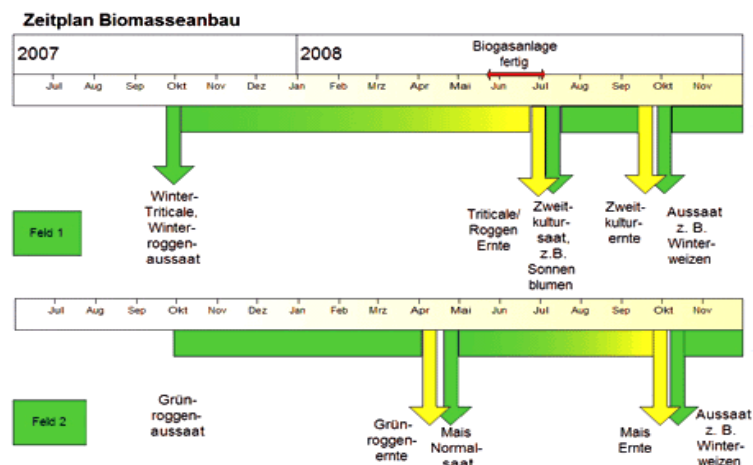 Zeitplan Biomasseanbau
2007
2008
Biogasanlage
fertig
Jul Aug Sep Okt Nov Dez Jan Feb Mrz Apr Mai Jun Jul Aug Sep Okt Nov
Feld 1
Winter-
Triticale,
Winter-
roggen-
aussaat
Triticale/
Roggen
Ernte
Zweit-
kultur-
saat,
z.B.
Sonnen
blumen
Zweit-
kultur-
ernte
Aussaat
z. B.
Winter-
weizen
Jul Aug Sep Okt Nov Dez Jan Feb Mrz Apr Mai Jun Jul Aug Sep Okt Nov
Feld 2
Grün-
roggen-
aussaat
Grün-
roggen-
ernte
Mais
Normal-
saat
Mais
Ernte
Aussaat
z. B.
Winter-
weizen